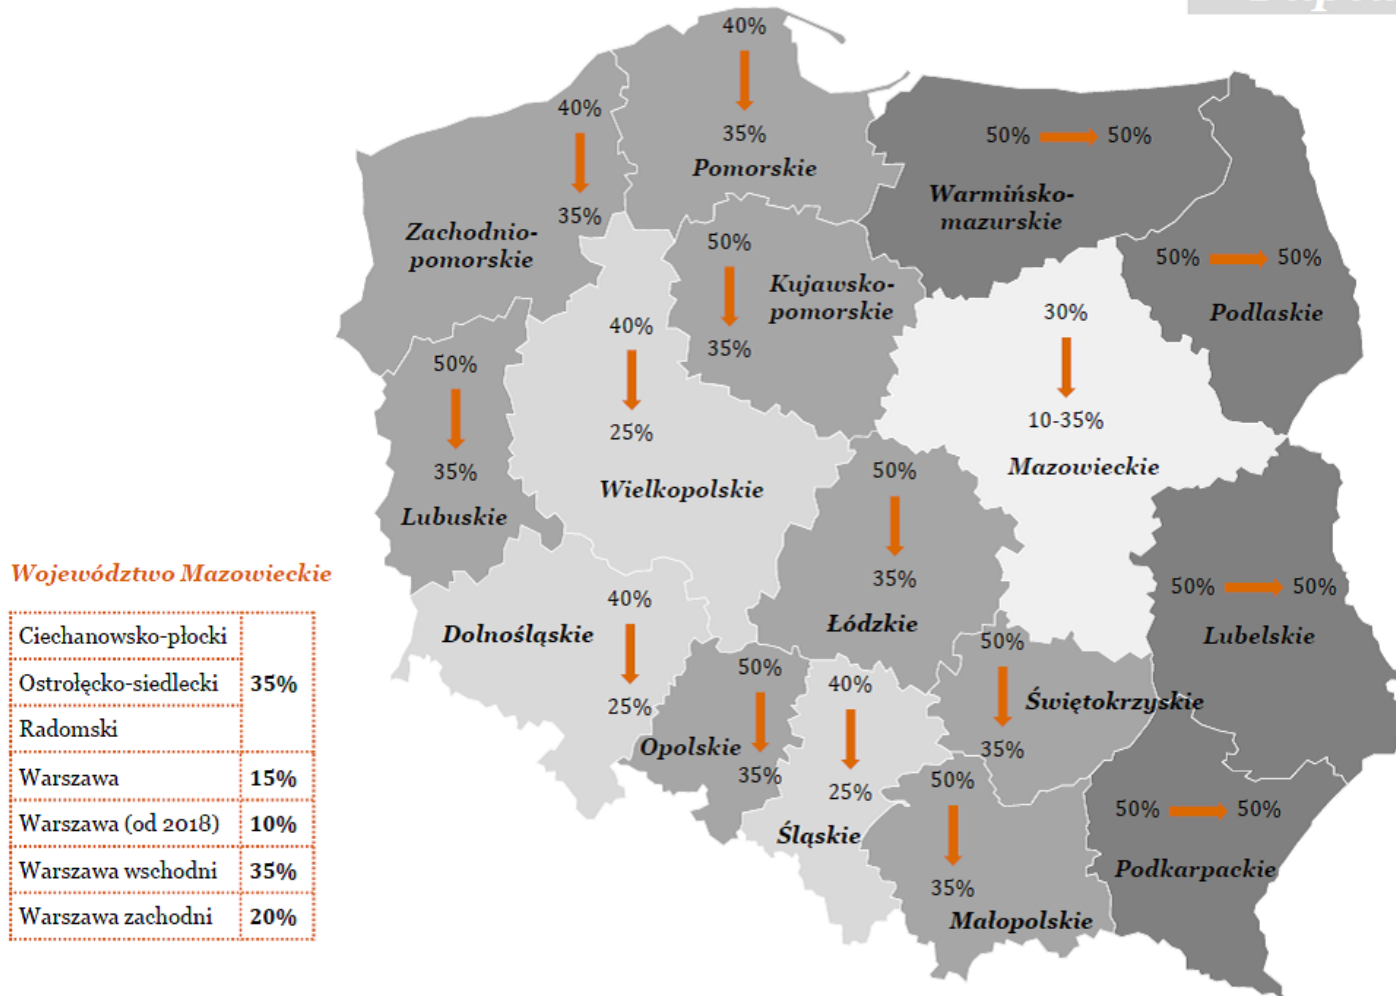 40%
35%
Pomorskie
40%
35%
Zachodnio-
pomorskie
50% 50%
Warmińsko-
mazurskie
50% 50%
Podlaskie
50%
35%
Kujawsko-
pomorskie
30%
10-35%
Mazowieckie
40%
25%
Wielkopolskie
50%
35%
Lubuskie
50%
35%
Łódzkie
50% 50%
Lubelskie
40%
25%
Dolnośląskie
50%
35%
Opolskie
40%
25%
Śląskie
50%
35%
Świętokrzyskie
50%
35%
Małopolskie
50% 50%
Podkarpackie
Województwo Mazowieckie
Ciechanowsko-płocki
Ostrołęcko-siedlecki 35%
Radomski
Warszawa 15%
Warszawa (od 2018) 10%
Warszawa wschodni 35%
Warszawa zachodni 20%